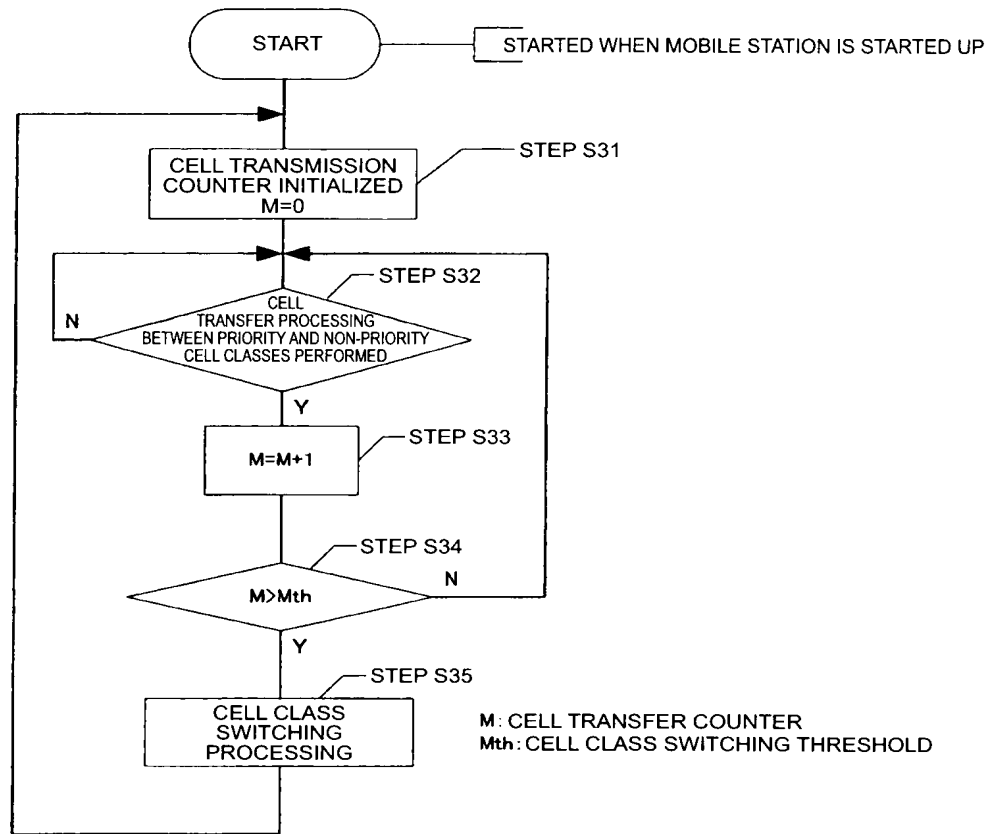 START
STARTED WHEN MOBILE STATION IS STARTED UP
STEP S31
CELL TRANSMISSION
COUNTER INITIALIZED
M=0
STEP S32
CELL
TRANSFER PROCESSING
BETWEEN PRIORITY AND NON-PRIORITY
CELL CLASSES PERFORMED
N
Y
STEP S33
M=M+1
STEP S34
M>Mth
N
Y
STEP S35
CELL CLASS
SWITCHING
PROCESSING
M: CELL TRANSFER COUNTER
Mth: CELL CLASS SWITCHING THRESHOLD